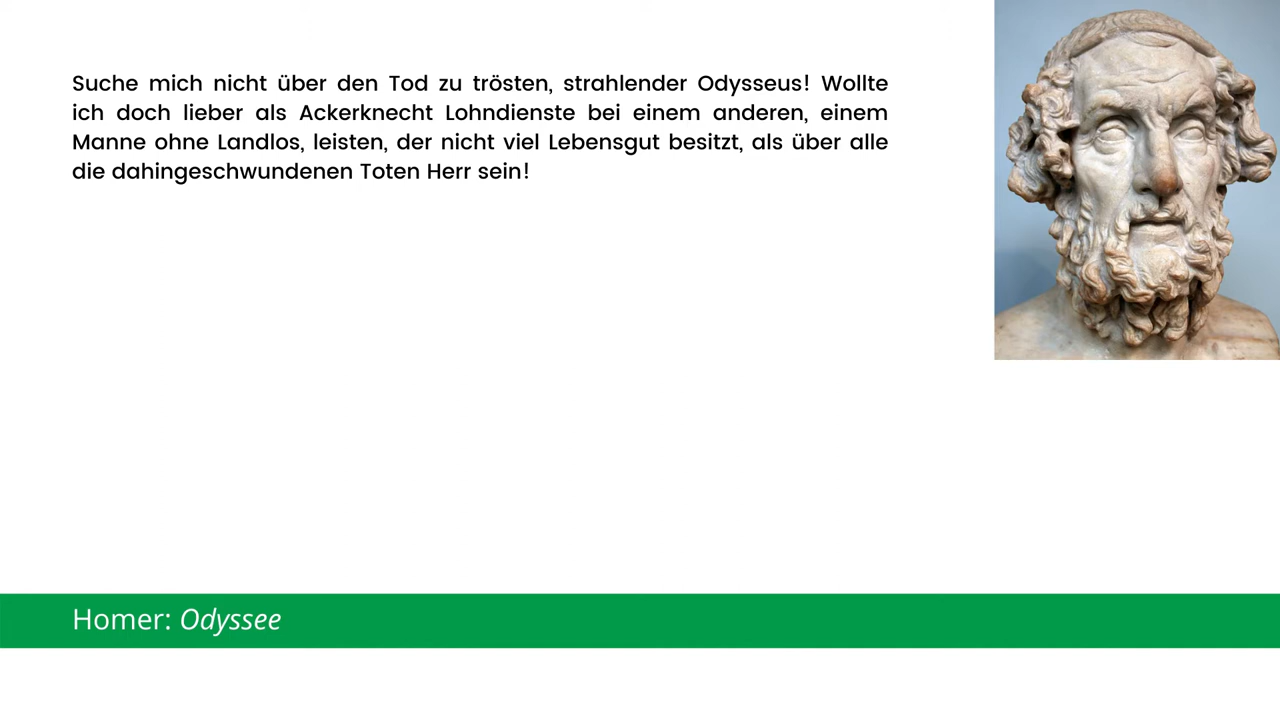 Suche mich nicht über den Tod zu trösten, strahlender Odysseus! Wollte
ich doch lieber als Ackerknecht Lohndienste bei einem anderen, einem
Manne ohne Landlos, leisten, der nicht viel Lebensgut besitzt, als über alle
die dahingeschwundenen Toten Herr sein!
Homer: Odyssee